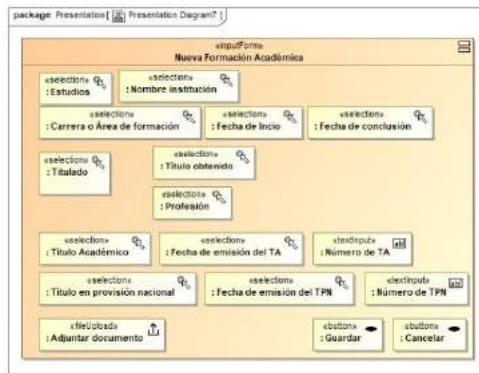 package Presentation[ Presentation Diagram7 ]
«inputForm»
Nueva Formación Académica
«selection»
: Estudios
«selection»
: Nombre institución
«selection»
: Carrera o Área de formación
«selection»
: Fecha de Incio
«selection»
: Fecha de conclusión
«selection»
: Titulado
«selection»
: Título obtenido
«selection»
: Profesión
«selection»
: Título Académico
«selection»
: Fecha de emisión del TA
«textInput»
: Número de TA
«selection»
: Título en provisión nacional
«selection»
: Fecha de emisión del TPN
«textInput»
: Número de TPN
«fileUpload»
: Adjuntar documento
«button»
: Guardar
«button»
: Cancelar